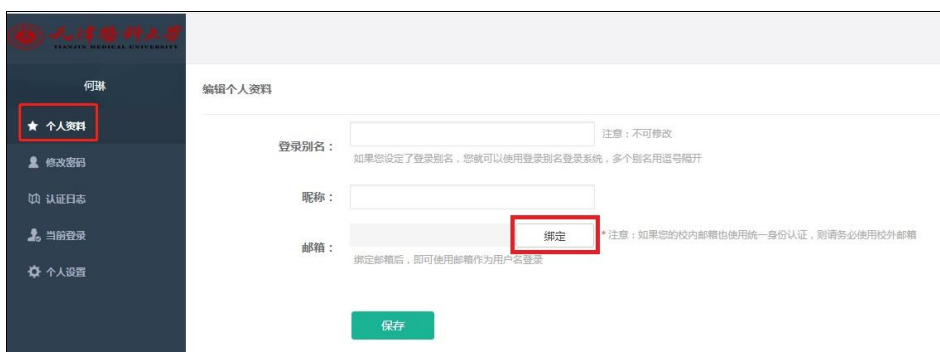 天津医科大学
TIANJIN MEDICAL UNIVERSITY
何琳
个人资料
修改密码
认证日志
当前登录
个人设置
编辑个人资料
登录别名：
注意：不可修改
如果您设定了登录别名，您就可以使用登录别名登录系统，多个别名用逗号隔开
昵称：
邮箱：
绑定
*注意：如果您的校内邮箱也使用统一身份认证，则请务必使用校外邮箱
绑定邮箱后，即可使用邮箱作为用户名登录
保存